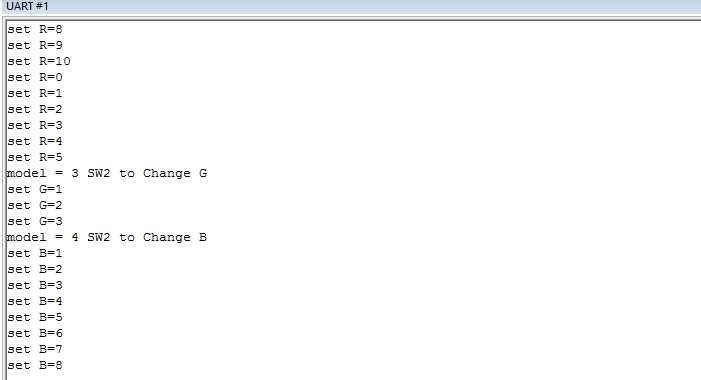 UART #1
set R=8
set R=9
set R=10
set R=0
set R=1
set R=2
set R=3
set R=4
set R=5
model = 3 SW2 to Change G
set G=1
set G=2
set G=3
model = 4 SW2 to Change B
set B=1
set B=2
set B=3
set B=4
set B=5
set B=6
set B=7
set B=8